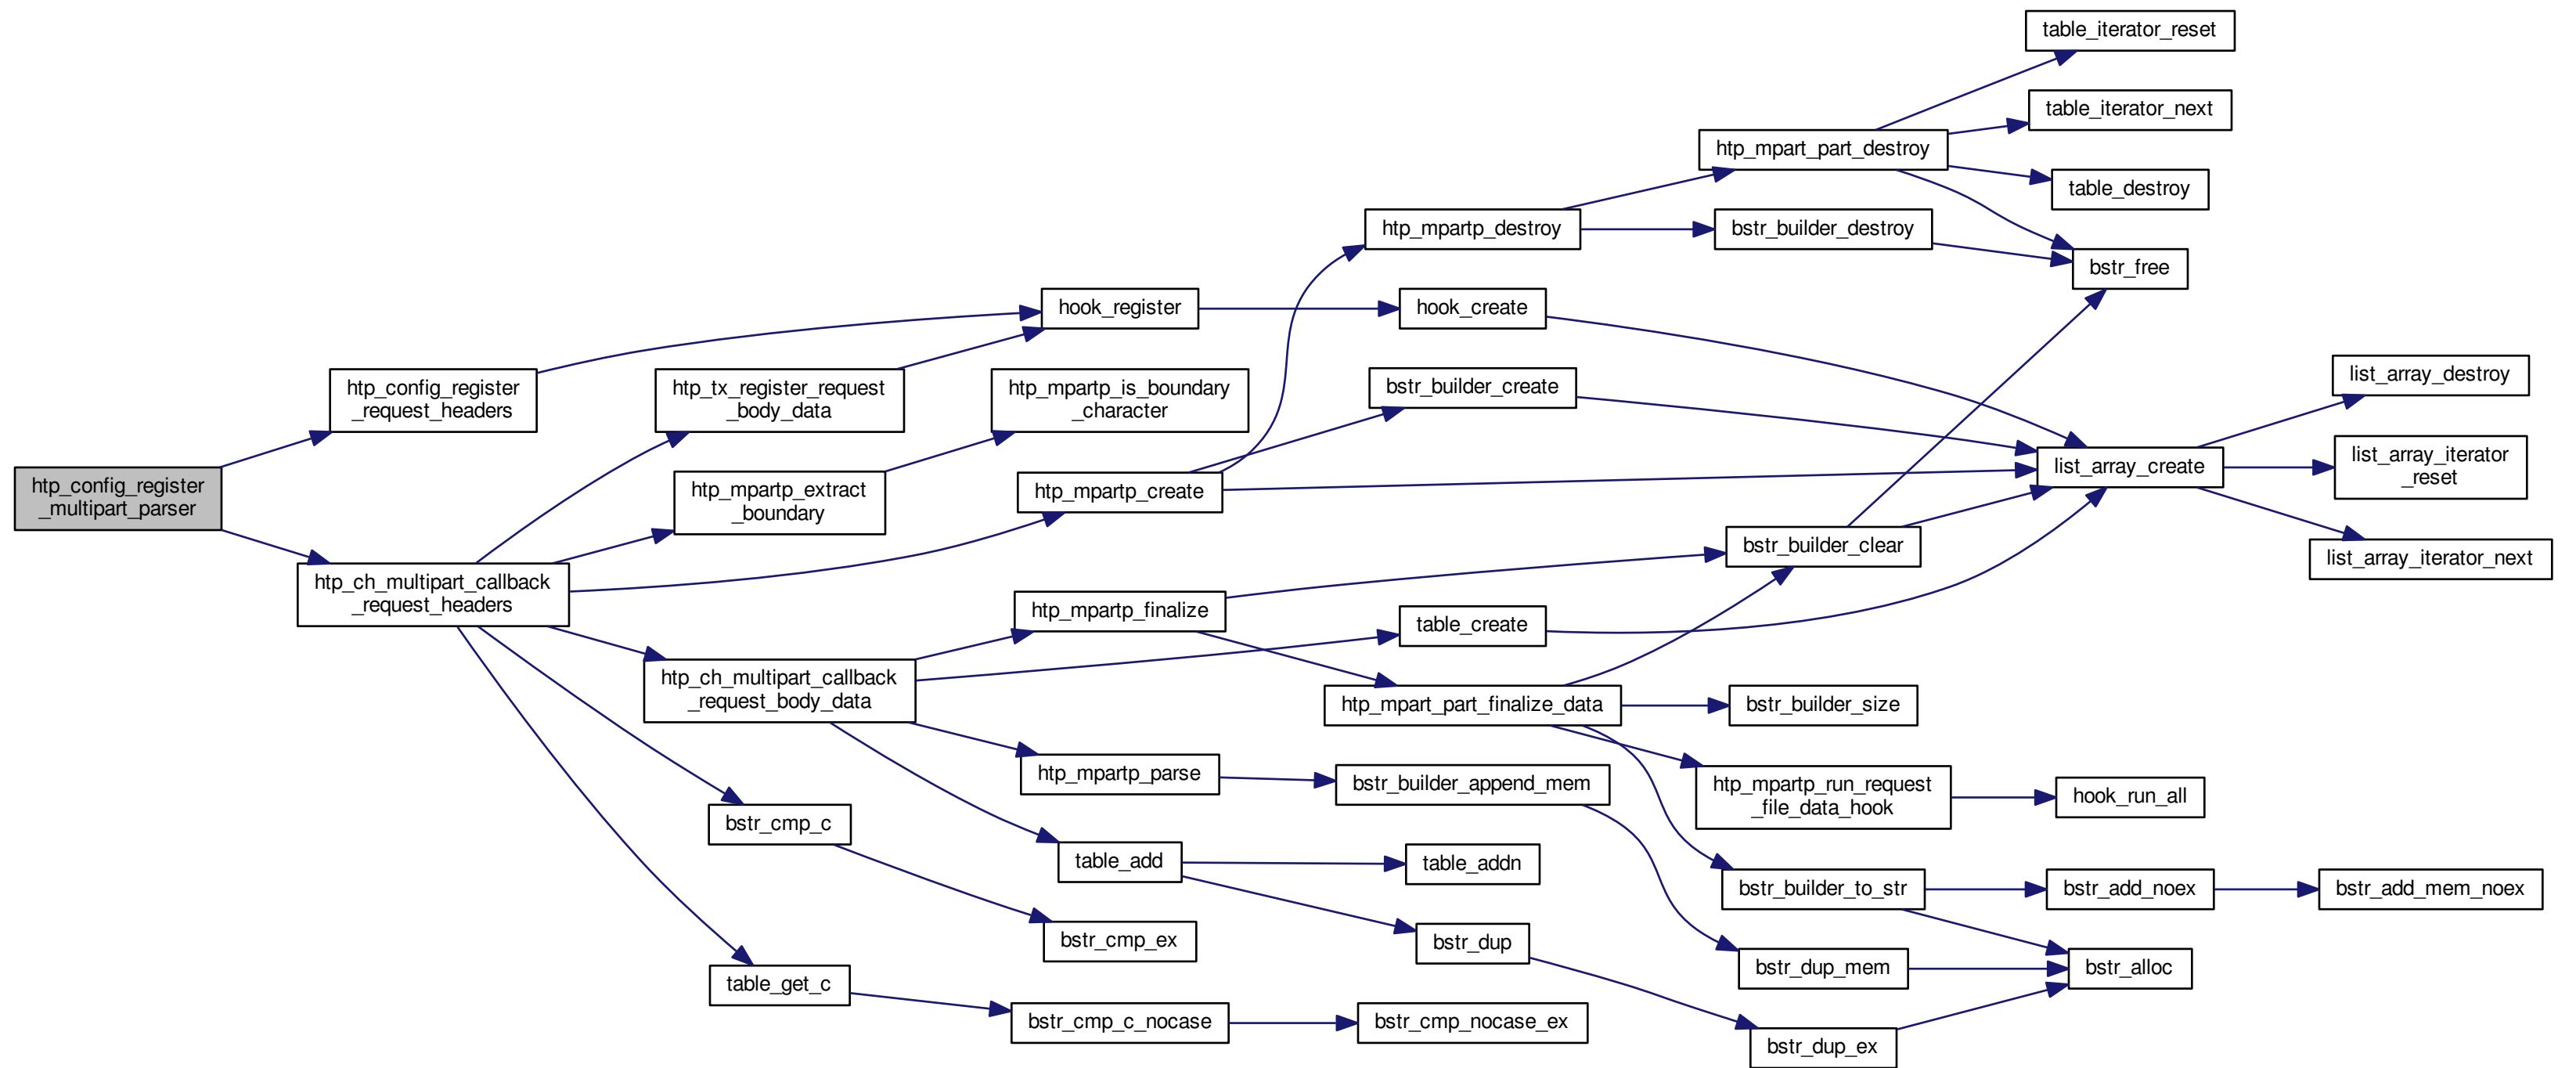 htp_config_register
_multipart_parser
htp_config_register
_request_headers
htp_ch_multipart_callback
_request_headers
htp_tx_register_request
_body_data
htp_mpartp_extract
_boundary
htp_ch_multipart_callback
_request_body_data
bstr_cmp_c
table_get_c
hook_register
htp_mpartp_is_boundary
_character
htp_mpartp_create
htp_mpartp_finalize
htp_mpartp_parse
table_add
bstr_cmp_ex
bstr_cmp_c_nocase
htp_mpartp_destroy
hook_create
bstr_builder_create
table_create
htp_mpart_part_finalize_data
bstr_builder_append_mem
table_addn
bstr_dup
bstr_cmp_nocase_ex
htp_mpart_part_destroy
bstr_builder_destroy
bstr_builder_clear
bstr_builder_size
htp_mpartp_run_request
_file_data_hook
bstr_builder_to_str
bstr_dup_mem
bstr_dup_ex
table_iterator_reset
table_iterator_next
table_destroy
bstr_free
list_array_create
hook_run_all
bstr_add_noex
bstr_alloc
list_array_destroy
list_array_iterator
_reset
list_array_iterator_next
bstr_add_mem_noex